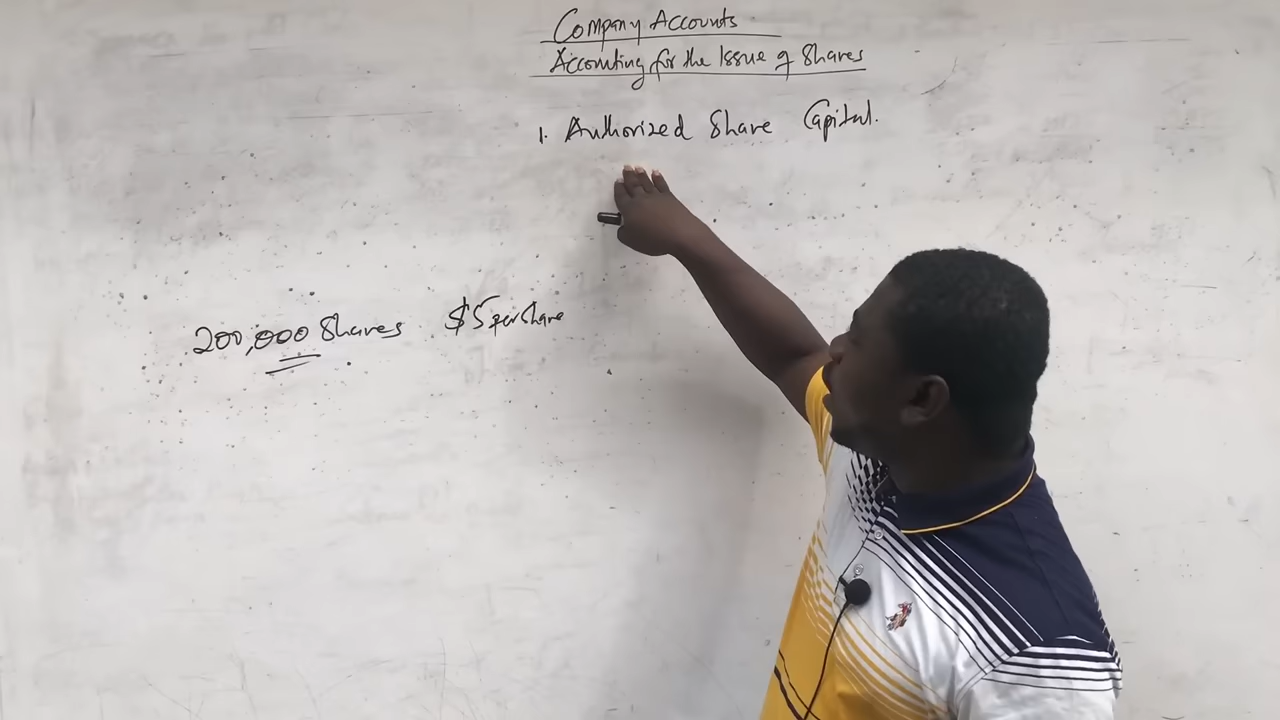 Company Accounts
Accounting for the Issue of Shares
1. Authorized Share Capital.
200,000 Shares $5 per share